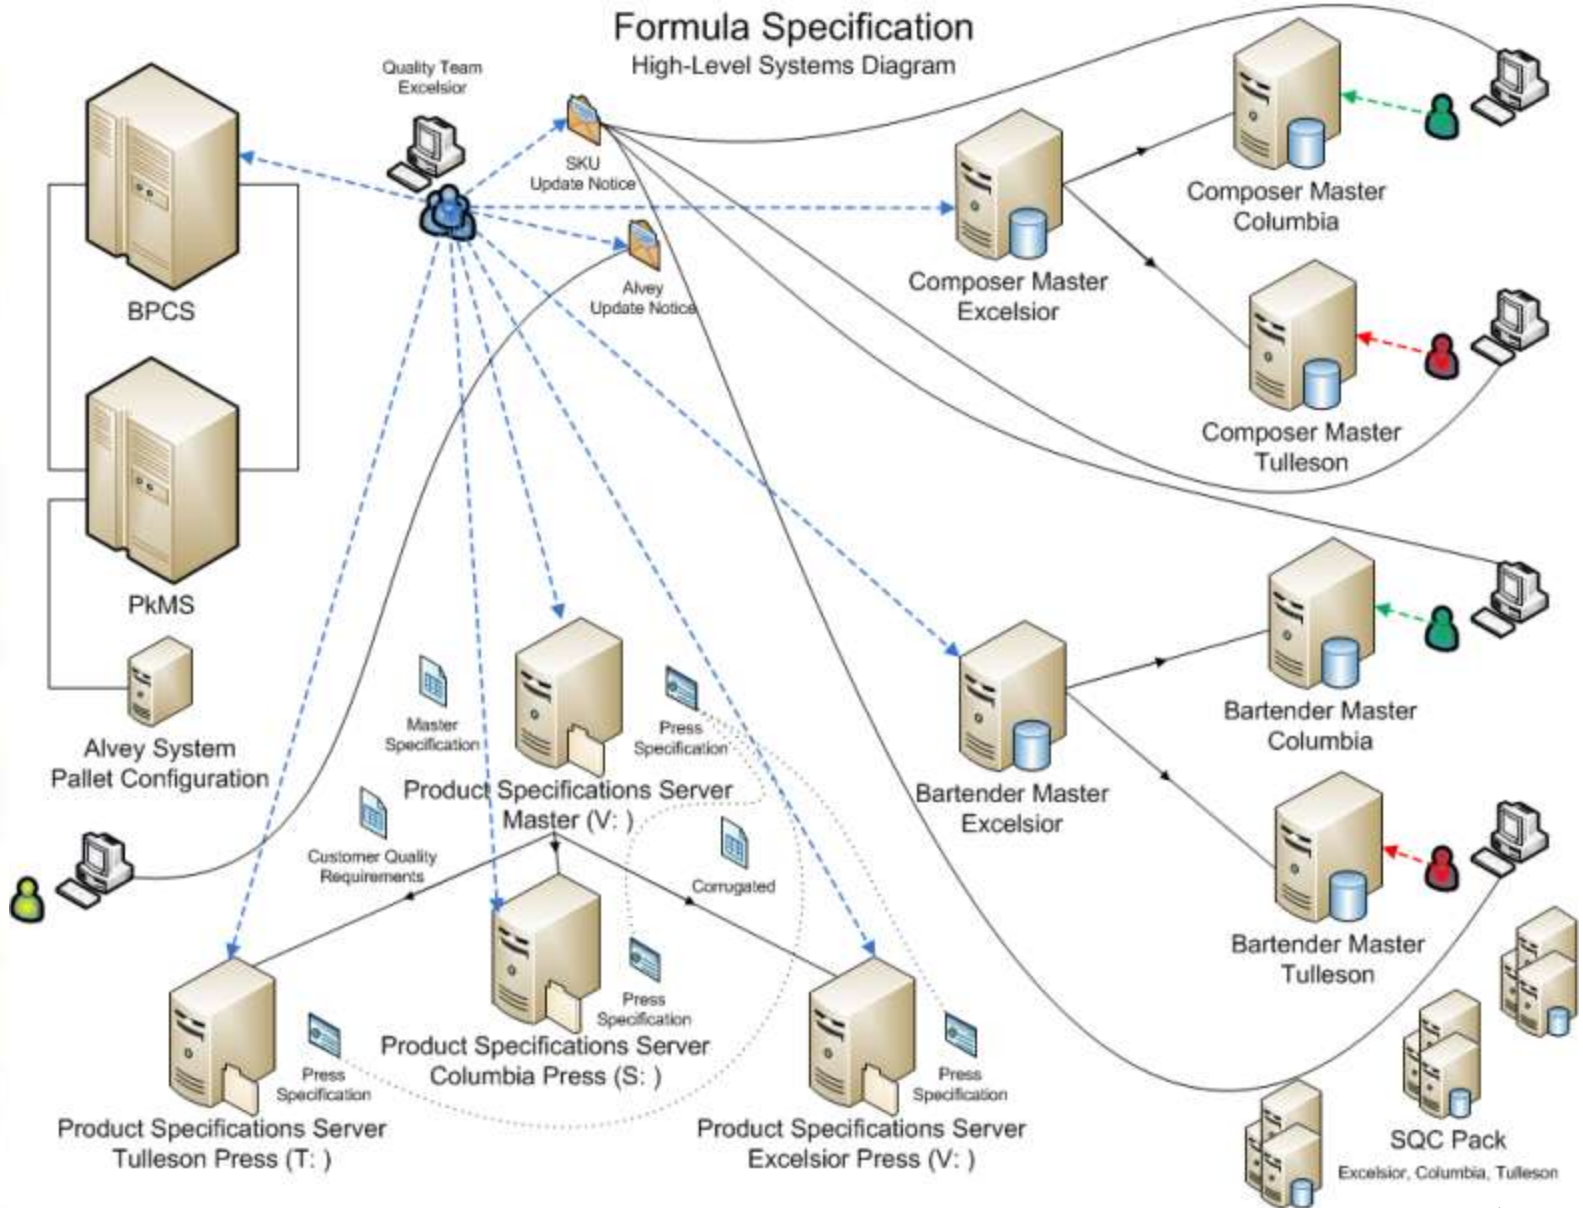 Formula Specification
High-Level Systems Diagram
Quality Team
Excelsior
SKU
Update Notice
Alvey
Update Notice
BPCS
PkMS
Alvey System
Pallet Configuration
Composer Master
Excelsior
Composer Master
Columbia
Composer Master
Tulleson
Bartender Master
Excelsior
Bartender Master
Columbia
Bartender Master
Tulleson
Master
Specification
Press
Specification
Product Specifications Server
Master (V: )
Customer Quality
Requirements
Corrugated
Press
Specification
Product Specifications Server
Tulleson Press (T: )
Press
Specification
Product Specifications Server
Columbia Press (S: )
Press
Specification
Product Specifications Server
Excelsior Press (V: )
SQC Pack
Excelsior, Columbia, Tulleson